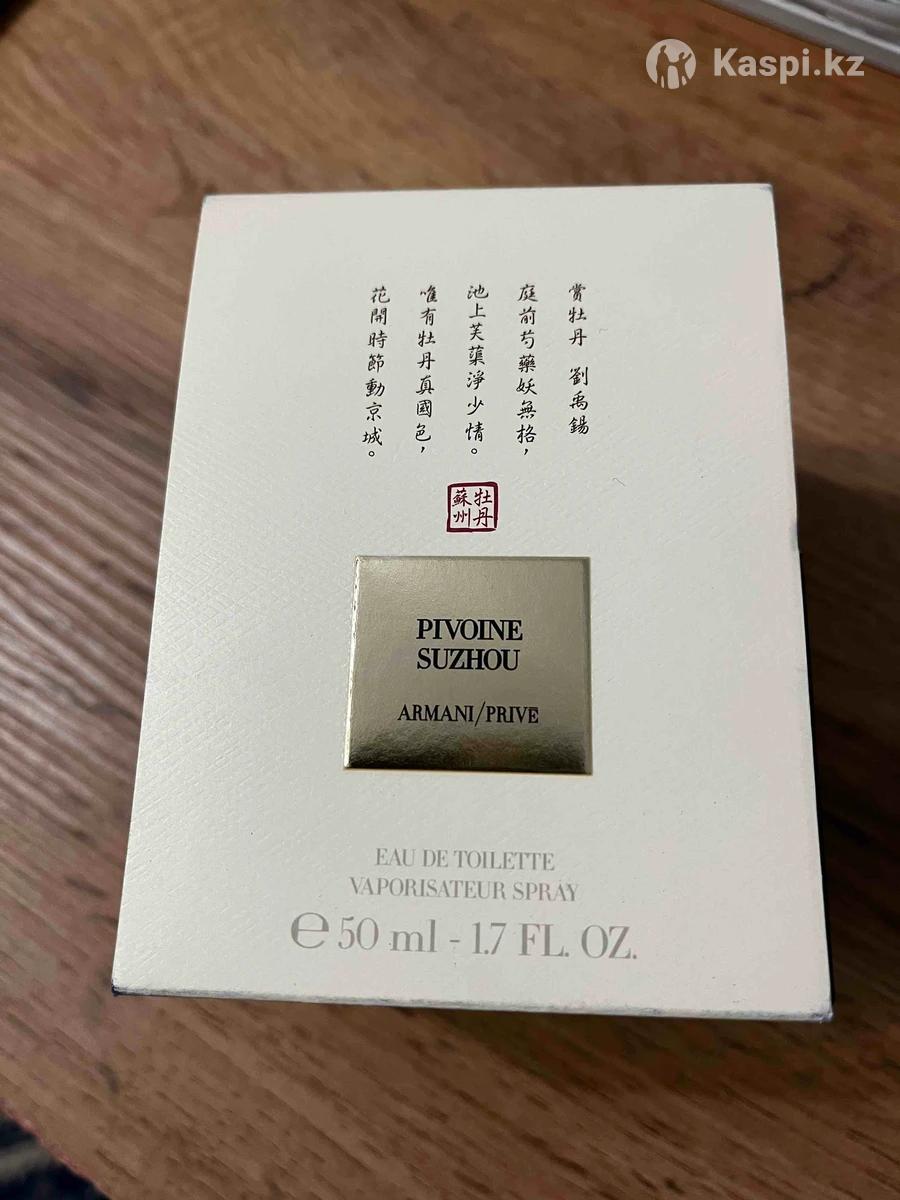 Kaspi.kz
賞牡丹 劉禹錫
庭前芍藥妖無格，
池上芙蕖淨少情。
唯有牡丹真國色，
花開時節動京城。
牡丹
蘇州
PIVOINE
SUZHOU
ARMANI/PRIVĒ
EAU DE TOILETTE
VAPORISATEUR SPRAY
℮ 50 ml - 1.7 FL. OZ.